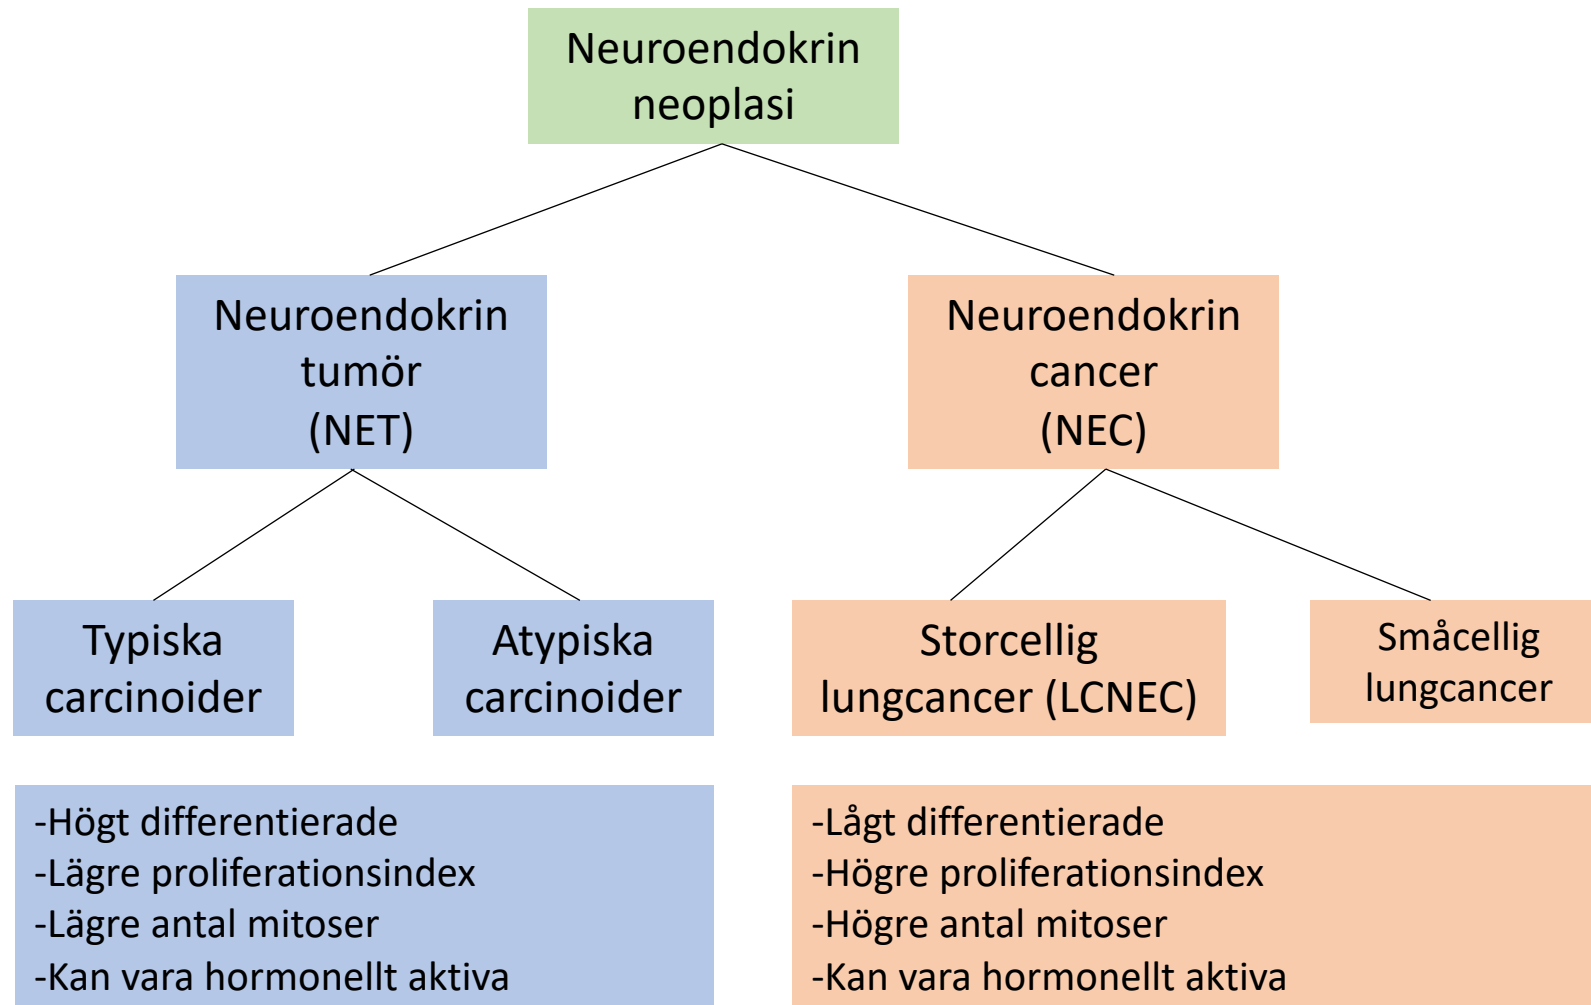 Neuroendokrin
neoplasi
Neuroendokrin
tumör
(NET)
Neuroendokrin
cancer
(NEC)
Typiska
carcinoider
Atypiska
carcinoider
Storcellig
lungcancer (LCNEC)
Småcellig
lungcancer
-Högt differentierade
-Lägre proliferationsindex
-Lägre antal mitoser
-Kan vara hormonellt aktiva
-Lågt differentierade
-Högre proliferationsindex
-Högre antal mitoser
-Kan vara hormonellt aktiva